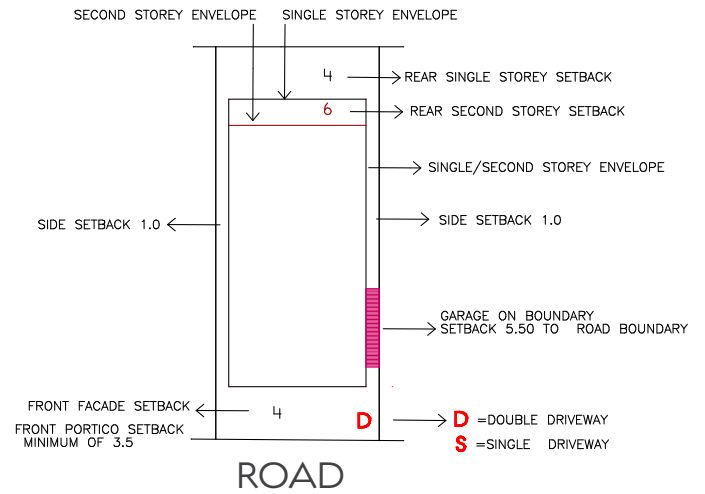 SECOND STOREY ENVELOPE
SINGLE STOREY ENVELOPE
4
REAR SINGLE STOREY SETBACK
6
REAR SECOND STOREY SETBACK
SINGLE/SECOND STOREY ENVELOPE
SIDE SETBACK 1.0
SIDE SETBACK 1.0
GARAGE ON BOUNDARY
SETBACK 5.50 TO ROAD BOUNDARY
FRONT FACADE SETBACK
4
FRONT PORTICO SETBACK
MINIMUM OF 3.5
D
D =DOUBLE DRIVEWAY
S =SINGLE DRIVEWAY
ROAD